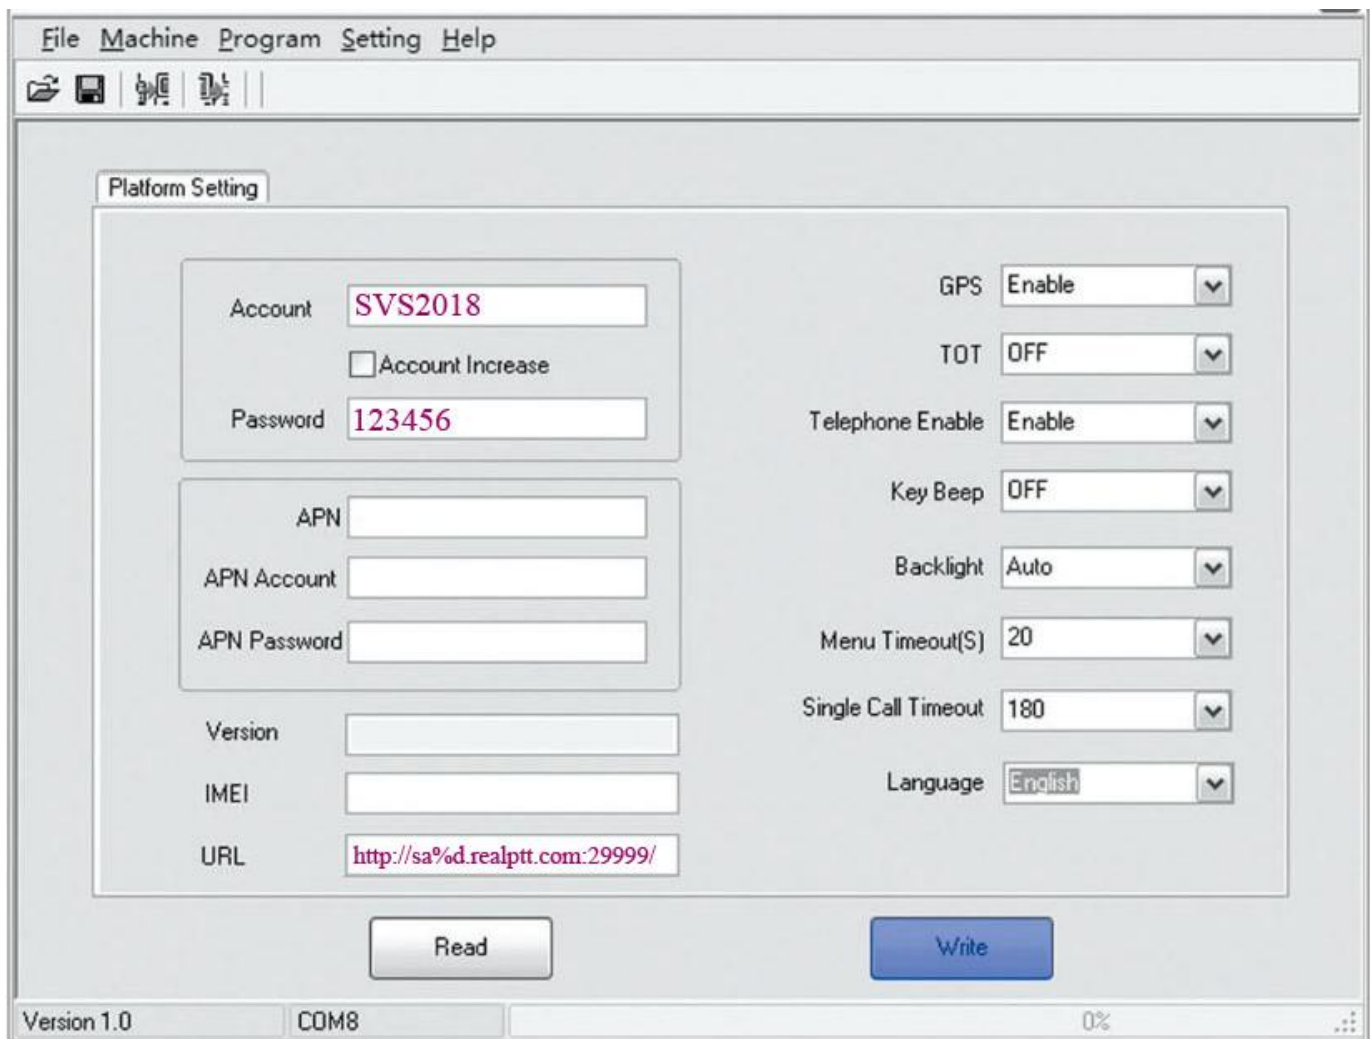 File Machine Program Setting Help
Platform Setting
Account SVS2018
Account Increase
Password 123456
APN
APN Account
APN Password
Version
IMEI
URL http://sa%d.realptt.com:29999/
GPS Enable
TOT OFF
Telephone Enable Enable
Key Beep OFF
Backlight Auto
Menu Timeout(S) 20
Single Call Timeout 180
Language English
Read Write
Version 1.0 COM8 0%